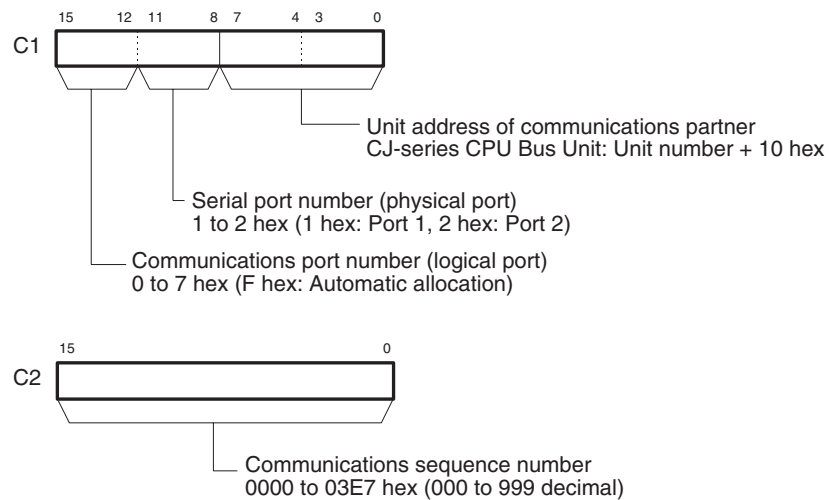 15 12 11 8 7 4 3 0
C1
Unit address of communications partner
CJ-series CPU Bus Unit: Unit number + 10 hex
Serial port number (physical port)
1 to 2 hex (1 hex: Port 1, 2 hex: Port 2)
Communications port number (logical port)
0 to 7 hex (F hex: Automatic allocation)
15 0
C2
Communications sequence number
0000 to 03E7 hex (000 to 999 decimal)